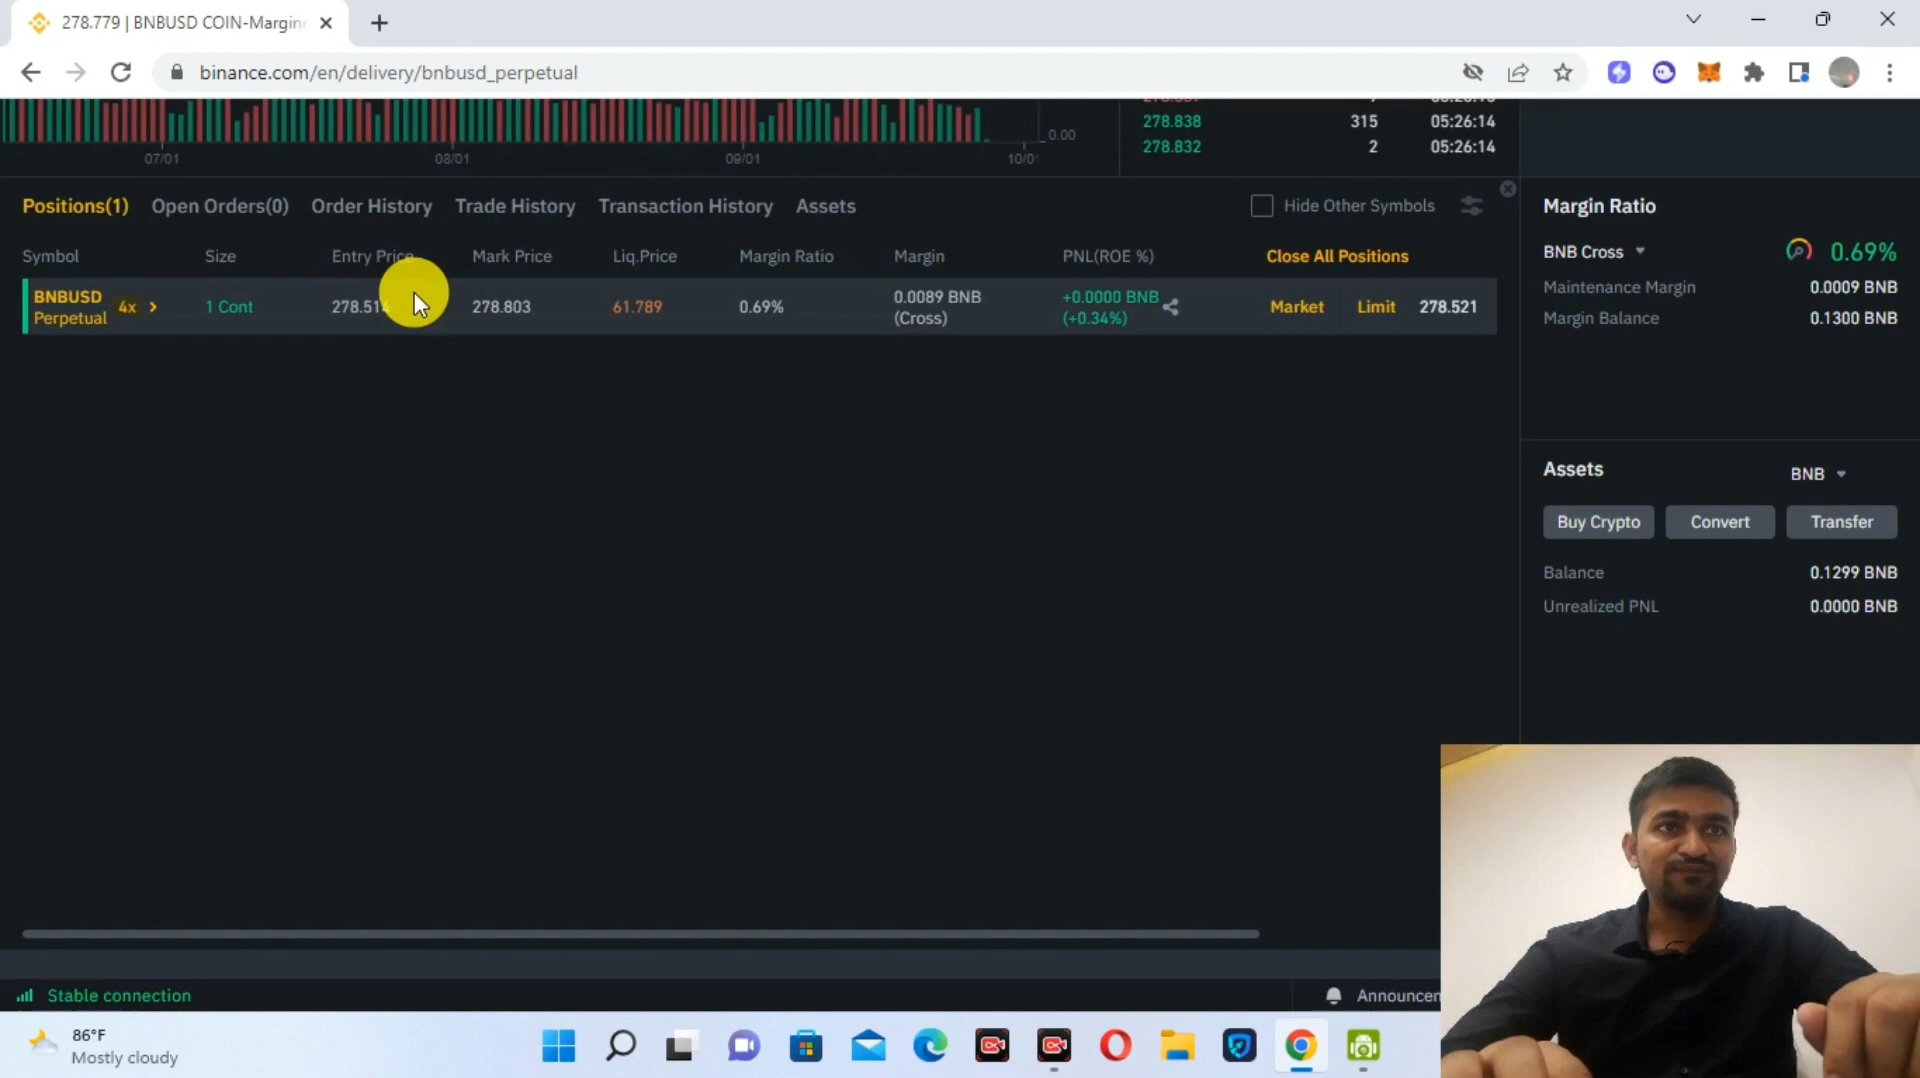 278.779 | BNBUSD COIN-Margin
binance.com/en/delivery/bnbusd_perpetual
0.00
07/01 08/01 09/01 10/01
278.838 315 05:26:14
278.832 2 05:26:14
Positions(1) Open Orders(0) Order History Trade History Transaction History Assets
Hide Other Symbols
Symbol Size Entry Price Mark Price Liq.Price Margin Ratio Margin PNL(ROE %) Close All Positions
BNBUSD
Perpetual 4x
1 Cont 278.514 278.803 61.789 0.69%
0.0089 BNB
(Cross)
+0.0000 BNB
(+0.34%)
Market Limit 278.521
Margin Ratio
BNB Cross 0.69%
Maintenance Margin 0.0009 BNB
Margin Balance 0.1300 BNB
Assets BNB
Buy Crypto Convert Transfer
Balance 0.1299 BNB
Unrealized PNL 0.0000 BNB
Stable connection
Announcem
86°F
Mostly cloudy